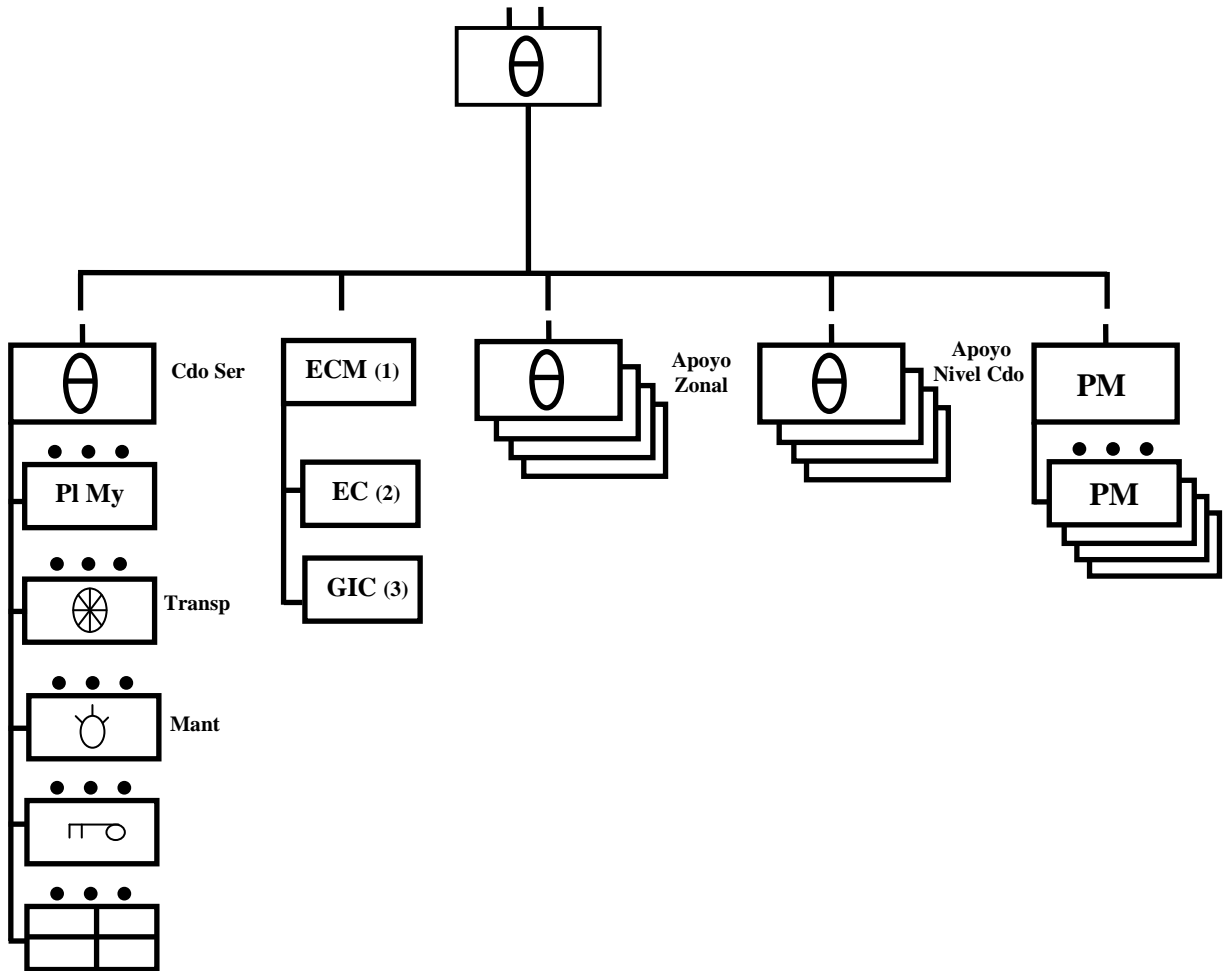 Cdo Ser
ECM (1)
Apoyo
Zonal
Apoyo
Nivel Cdo
PM
Pl My
EC (2)
PM
GIC (3)
Transp
Mant